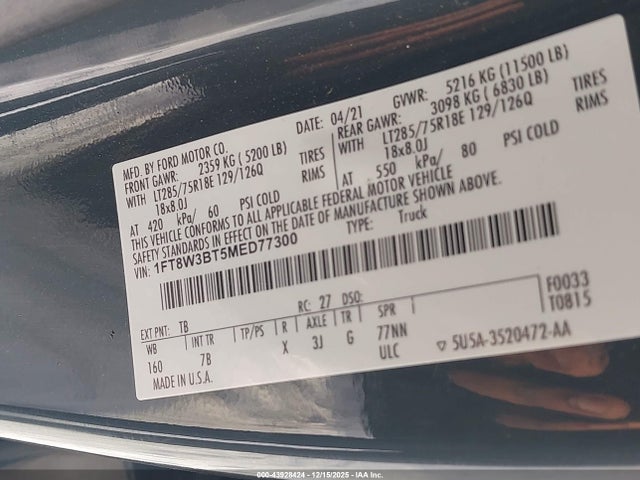 MFD. BY FORD MOTOR CO.
DATE: 04/21
GVWR: 5216 KG (11500 LB)
FRONT GAWR: 2359 KG ( 5200 LB)
REAR GAWR: 3098 KG ( 6830 LB)
WITH LT285/75R18E 129/126Q TIRES
WITH LT285/75R18E 129/126Q TIRES
18x8.0J RIMS
18x8.0J RIMS
AT 420 kPa/ 60 PSI COLD
AT 550 kPa/ 80 PSI COLD
THIS VEHICLE CONFORMS TO ALL APPLICABLE FEDERAL MOTOR VEHICLE
SAFETY STANDARDS IN EFFECT ON THE DATE OF MANUFACTURE SHOWN ABOVE.
VIN: 1FT8W3BT5MED77300
TYPE: Truck
F0033
T0815
EXT PNT: TB RC: 27 DSO:
WB INT TR TP/PS R AXLE TR SPR
160 7B X 3J G 77NN
ULC
MADE IN U.S.A.
5U5A-3520472-AA
000-43928424 - 12/15/2025 - IAA Inc.